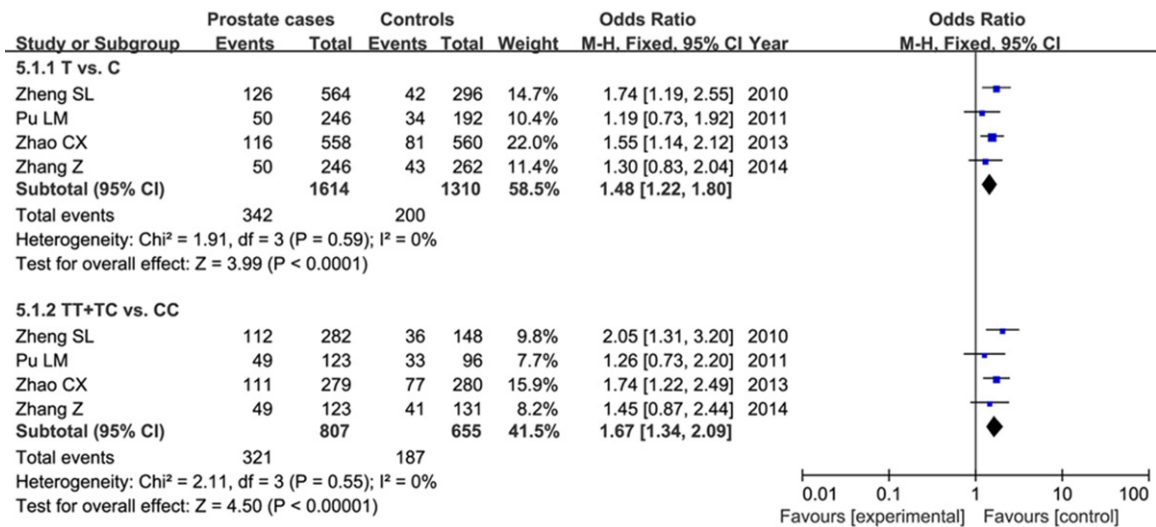 Prostate cases Controls Odds Ratio Odds Ratio
Study or Subgroup Events Total Events Total Weight M-H, Fixed, 95% CI Year M-H, Fixed, 95% CI
5.1.1 T vs. C
Zheng SL 126 564 42 296 14.7% 1.74 [1.19, 2.55] 2010
Pu LM 50 246 34 192 10.4% 1.19 [0.73, 1.92] 2011
Zhao CX 116 558 81 560 22.0% 1.55 [1.14, 2.12] 2013
Zhang Z 50 246 43 262 11.4% 1.30 [0.83, 2.04] 2014
Subtotal (95% CI) 1614 1310 58.5% 1.48 [1.22, 1.80]
Total events 342 200
Heterogeneity: Chi² = 1.91, df = 3 (P = 0.59); I² = 0%
Test for overall effect: Z = 3.99 (P < 0.0001)
5.1.2 TT+TC vs. CC
Zheng SL 112 282 36 148 9.8% 2.05 [1.31, 3.20] 2010
Pu LM 49 123 33 96 7.7% 1.26 [0.73, 2.20] 2011
Zhao CX 111 279 77 280 15.9% 1.74 [1.22, 2.49] 2013
Zhang Z 49 123 41 131 8.2% 1.45 [0.87, 2.44] 2014
Subtotal (95% CI) 807 655 41.5% 1.67 [1.34, 2.09]
Total events 321 187
Heterogeneity: Chi² = 2.11, df = 3 (P = 0.55); I² = 0%
Test for overall effect: Z = 4.50 (P < 0.00001)
0.01 0.1 1 10 100
Favours [experimental] Favours [control]